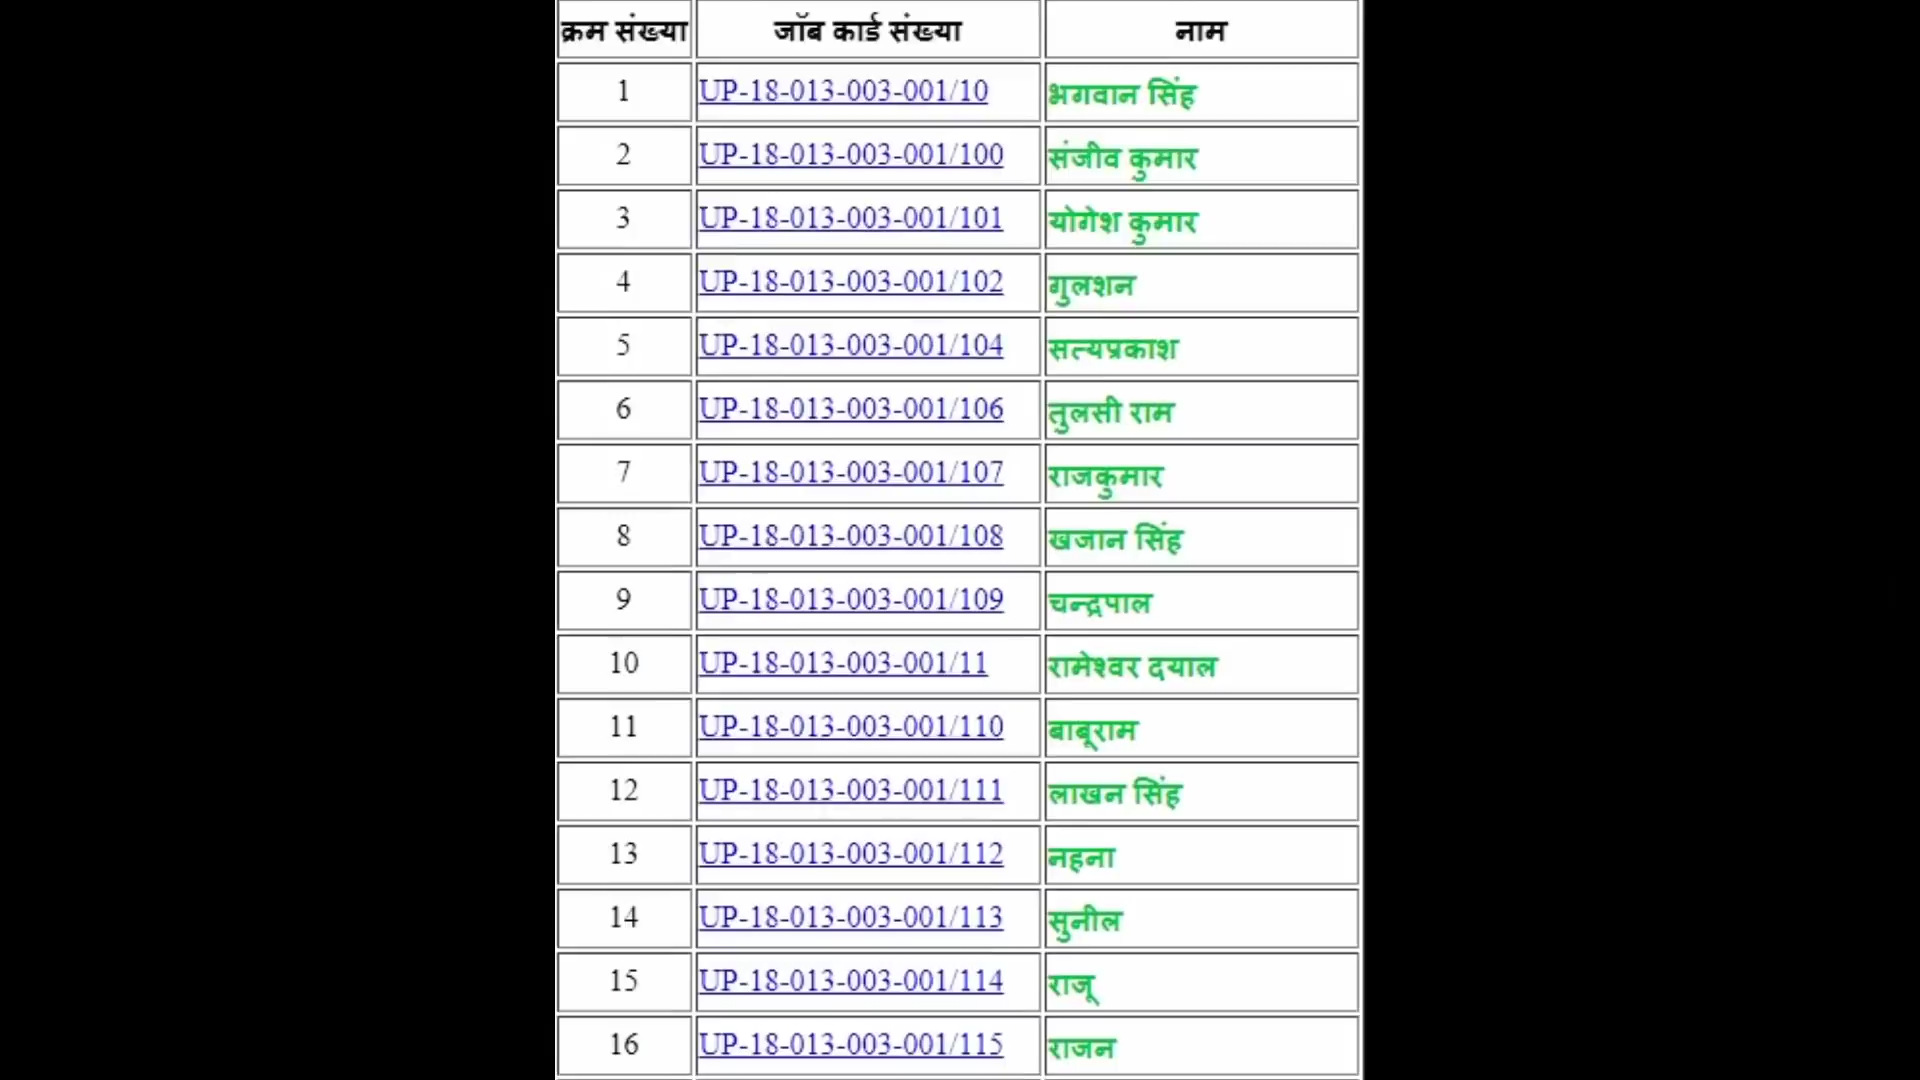 क्रम संख्या जॉब कार्ड संख्या नाम
1 UP-18-013-003-001/10 भगवान सिंह
2 UP-18-013-003-001/100 संजीव कुमार
3 UP-18-013-003-001/101 योगेश कुमार
4 UP-18-013-003-001/102 गुलशन
5 UP-18-013-003-001/104 सत्यप्रकाश
6 UP-18-013-003-001/106 तुलसी राम
7 UP-18-013-003-001/107 राजकुमार
8 UP-18-013-003-001/108 खजान सिंह
9 UP-18-013-003-001/109 चन्द्रपाल
10 UP-18-013-003-001/11 रामेश्वर दयाल
11 UP-18-013-003-001/110 बाबूराम
12 UP-18-013-003-001/111 लाखन सिंह
13 UP-18-013-003-001/112 नहना
14 UP-18-013-003-001/113 सुनील
15 UP-18-013-003-001/114 राजू
16 UP-18-013-003-001/115 राजन